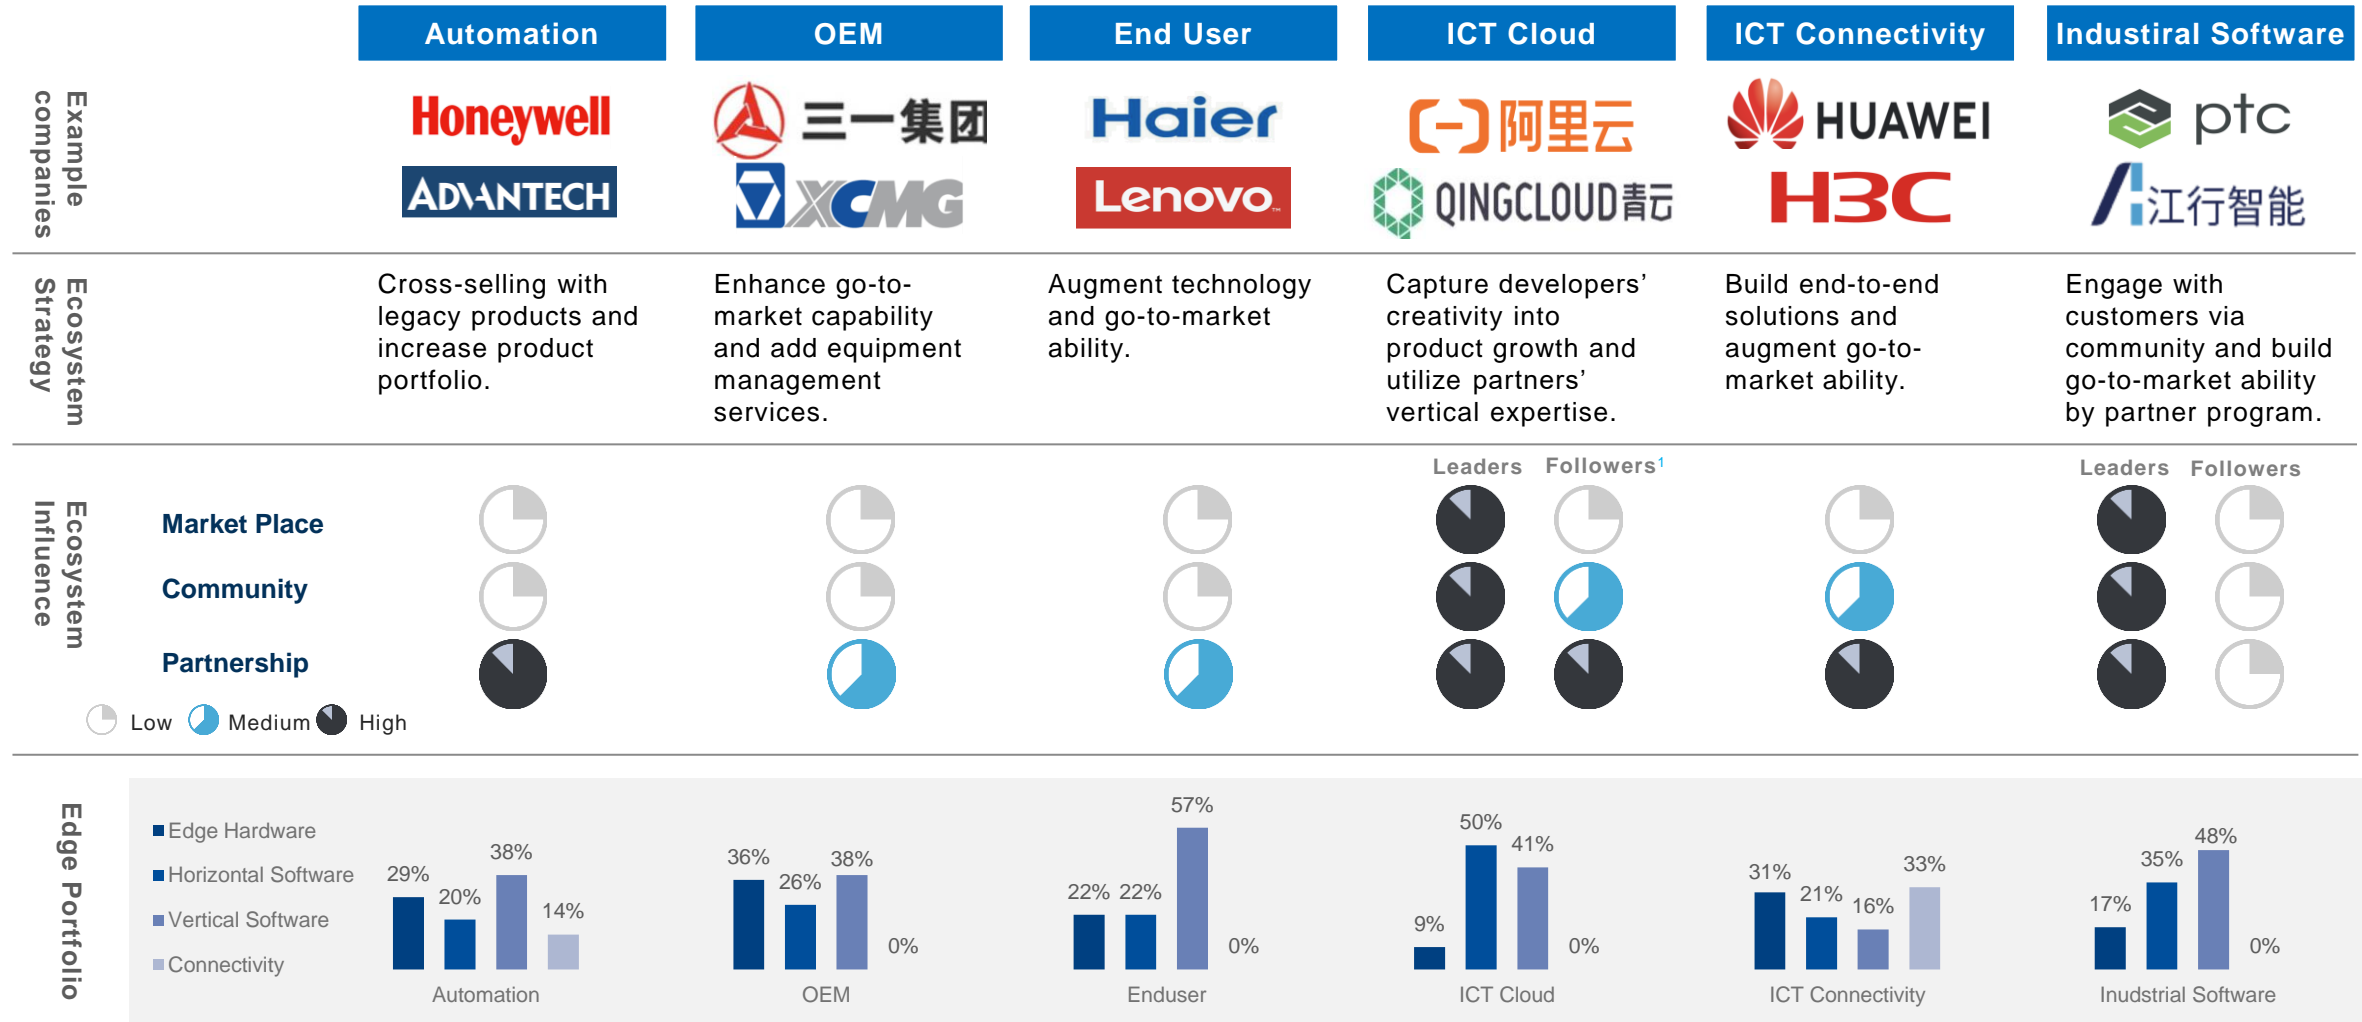 Automation
OEM
End User
ICT Cloud
ICT Connectivity
Industiral Software
Example
companies
Honeywell
三一集团
Haier
阿里云
HUAWEI
ptc
ADVANTECH
XCMG
Lenovo
QINGCLOUD青云
H3C
江行智能
Ecosystem
Strategy
Cross-selling with
legacy products and
increase product
portfolio.
Enhance go-to-
market capability
and add equipment
management
services.
Augment technology
and go-to-market
ability.
Capture developers’
creativity into
product growth and
utilize partners’
vertical expertise.
Build end-to-end
solutions and
augment go-to-
market ability.
Engage with
customers via
community and build
go-to-market ability
by partner program.
Ecosystem
Influence
Leaders
Followers1
Leaders
Followers
Market Place
Community
Partnership
Low
Medium
High
Edge Portfolio
Edge Hardware
Horizontal Software
Vertical Software
Connectivity
29%
20%
38%
14%
Automation
36%
26%
38%
0%
OEM
22%
22%
57%
0%
Enduser
9%
50%
41%
0%
ICT Cloud
31%
21%
16%
33%
ICT Connectivity
17%
35%
48%
0%
Inudstrial Software